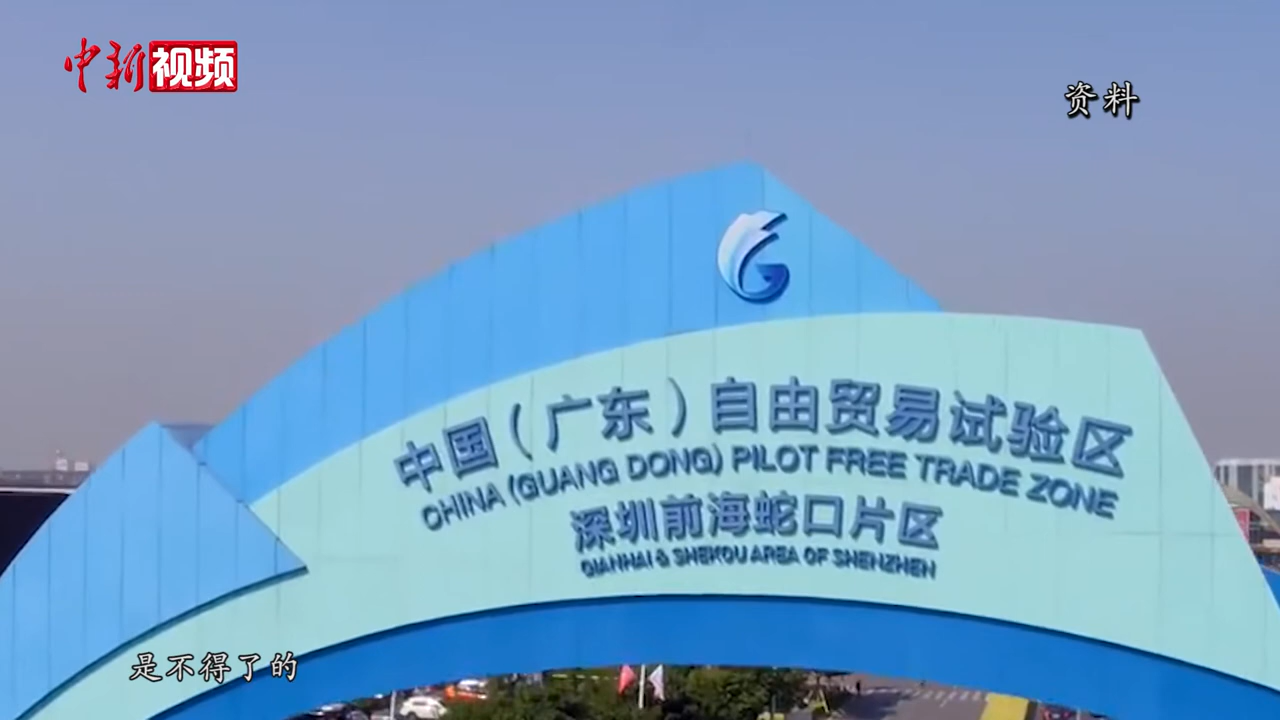 中新视频
资料
中国（广东）自由贸易试验区
CHINA (GUANG DONG) PILOT FREE TRADE ZONE
深圳前海蛇口片区
QIANHAI & SHEKOU AREA OF SHENZHEN
是不得了的